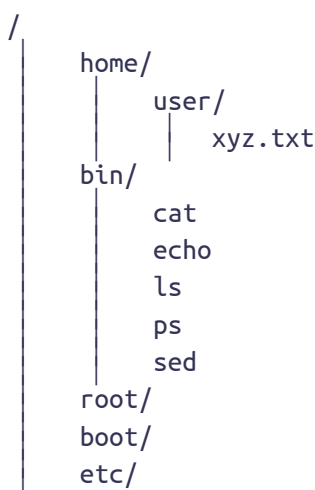 /
home/
user/
xyz.txt
bin/
cat
echo
ls
ps
sed
root/
boot/
etc/